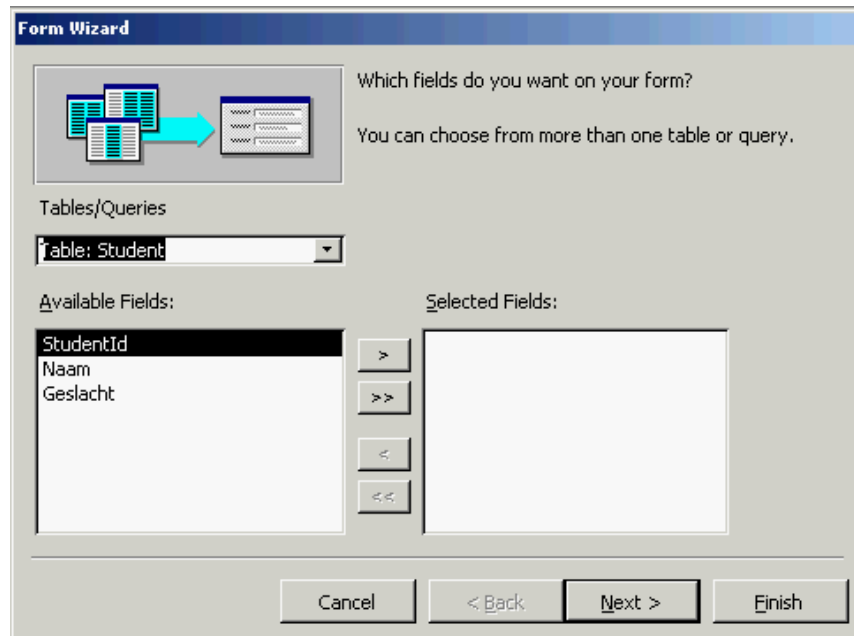 Form Wizard
Which fields do you want on your form?
You can choose from more than one table or query.
Tables/Queries
Table: Student
Available Fields:
Selected Fields:
StudentId
Naam
Geslacht
>
>>
<
<<
Cancel
< Back
Next >
Finish